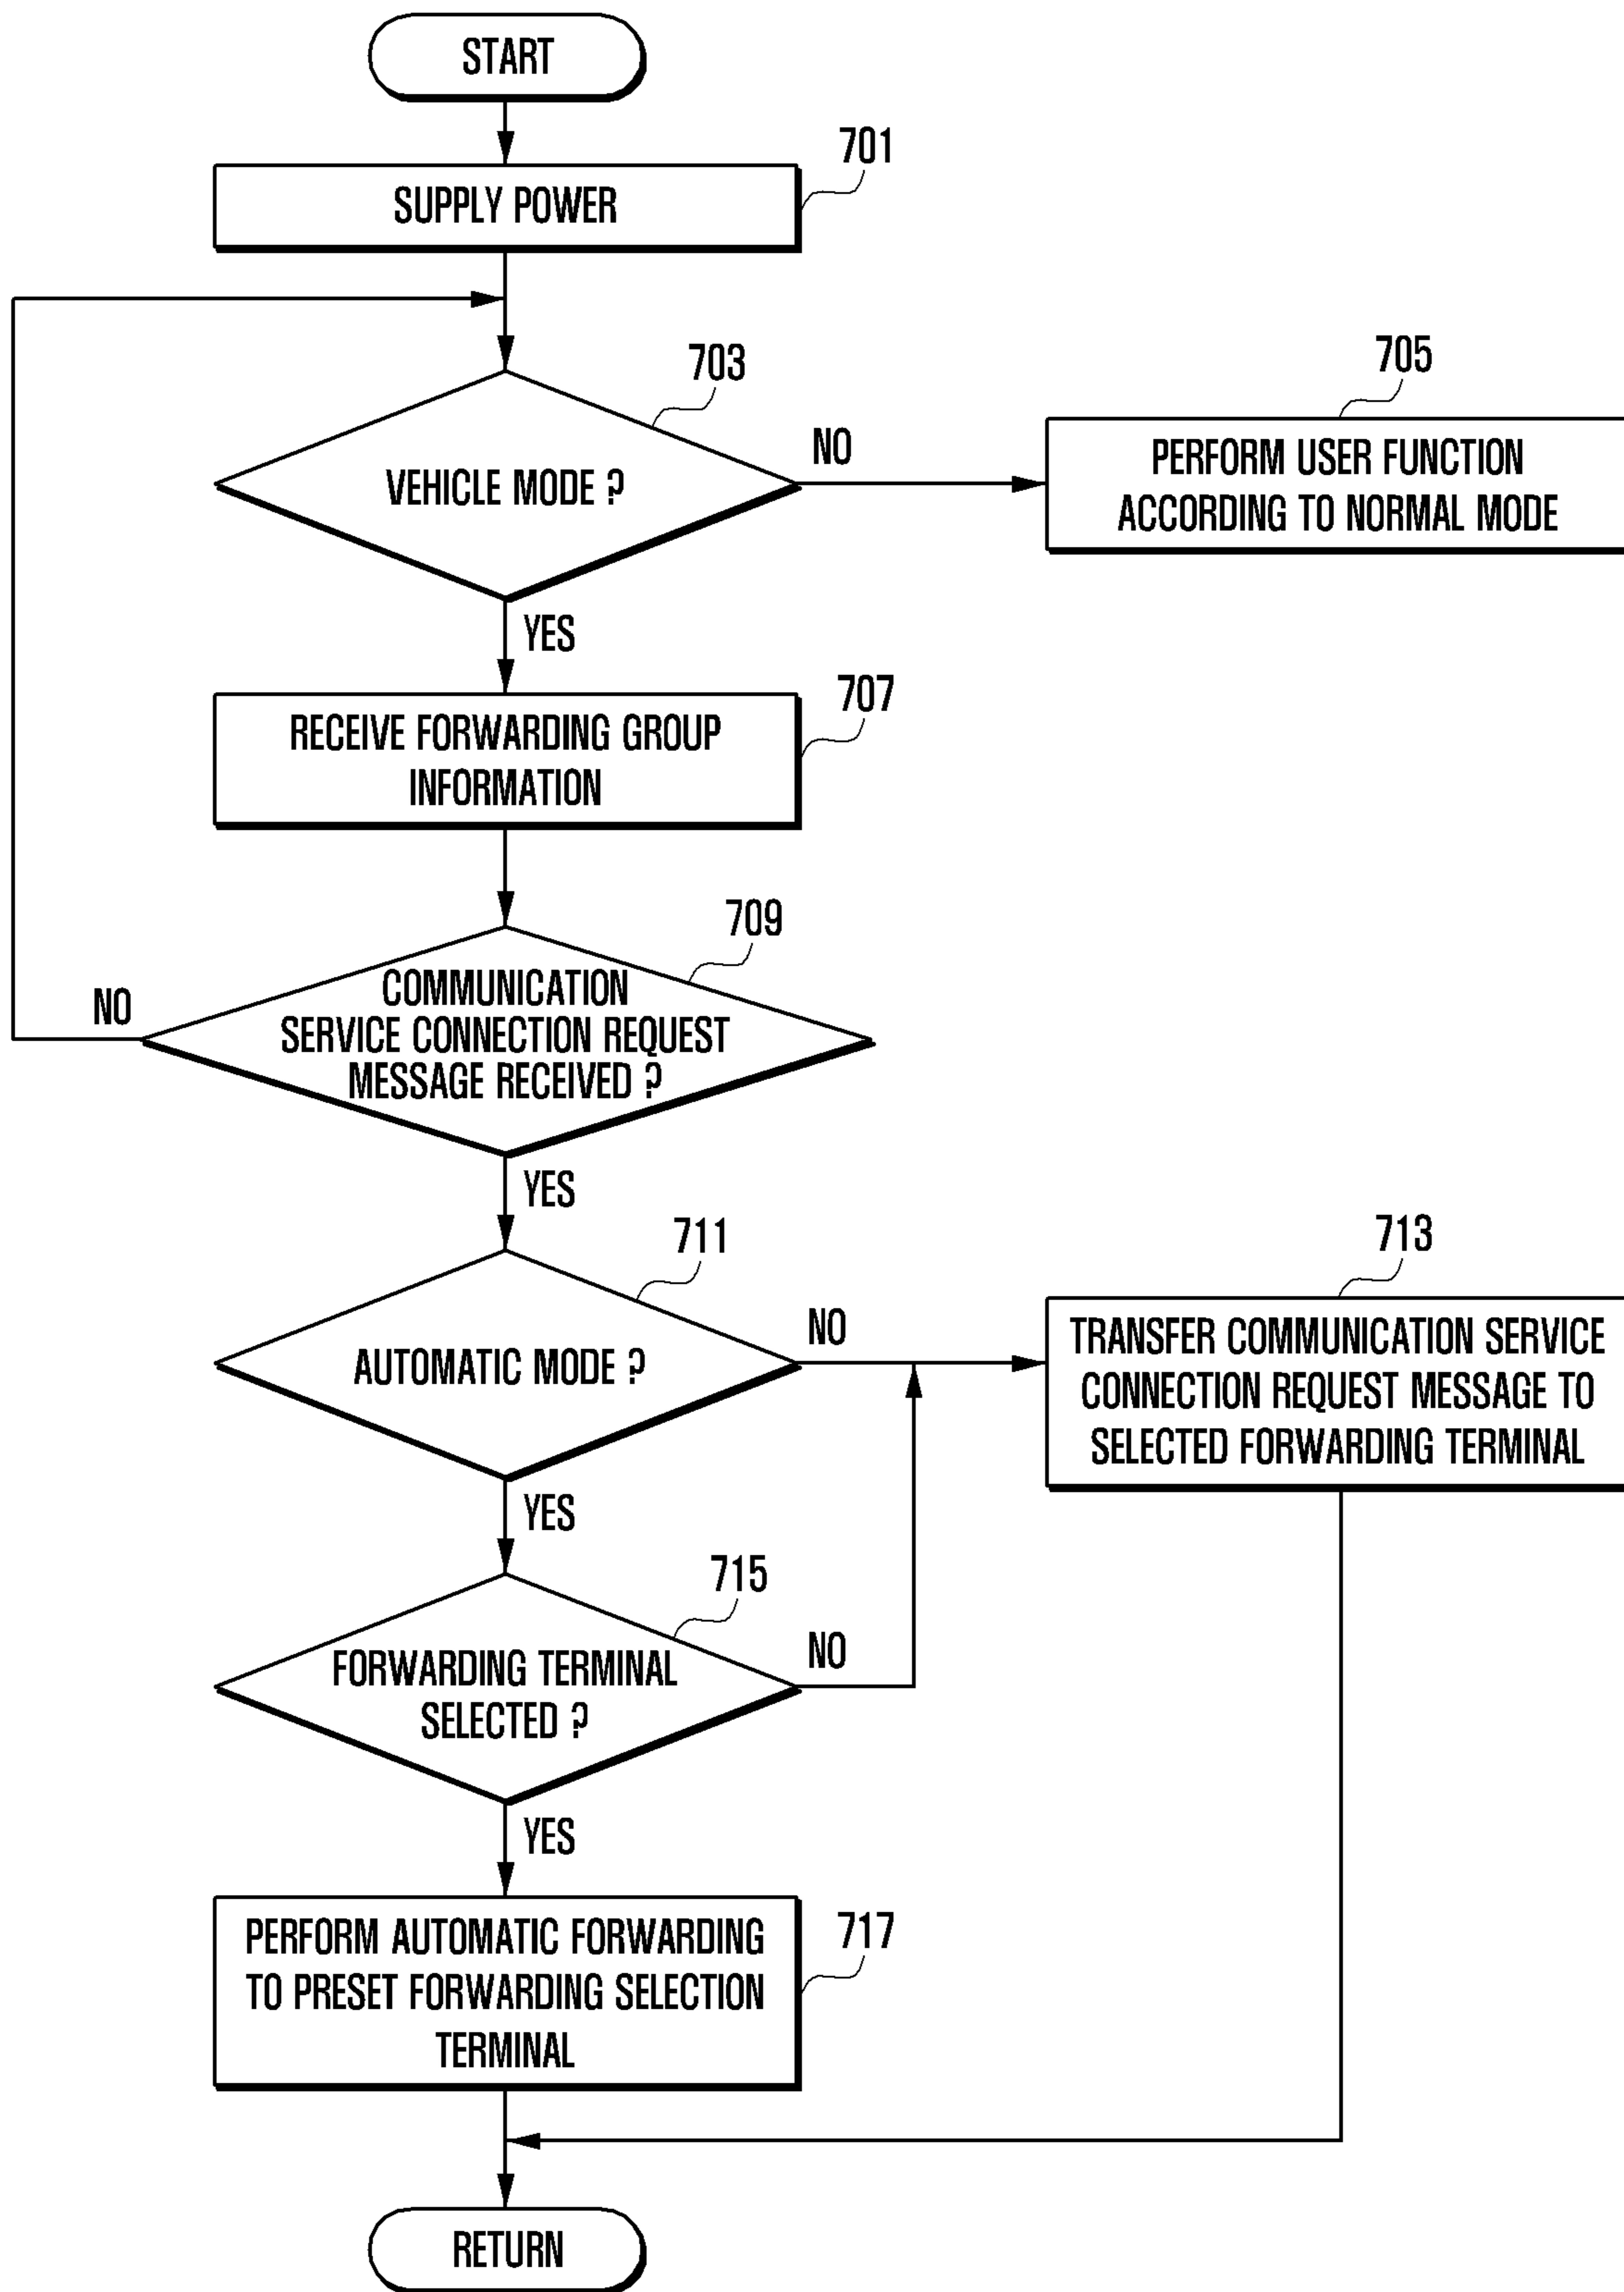 START
701
SUPPLY POWER
703
VEHICLE MODE ?
NO
705
PERFORM USER FUNCTION
ACCORDING TO NORMAL MODE
YES
707
RECEIVE FORWARDING GROUP
INFORMATION
709
COMMUNICATION
SERVICE CONNECTION REQUEST
MESSAGE RECEIVED ?
NO
YES
711
AUTOMATIC MODE ?
NO
713
TRANSFER COMMUNICATION SERVICE
CONNECTION REQUEST MESSAGE TO
SELECTED FORWARDING TERMINAL
YES
715
FORWARDING TERMINAL
SELECTED ?
NO
YES
717
PERFORM AUTOMATIC FORWARDING
TO PRESET FORWARDING SELECTION
TERMINAL
RETURN